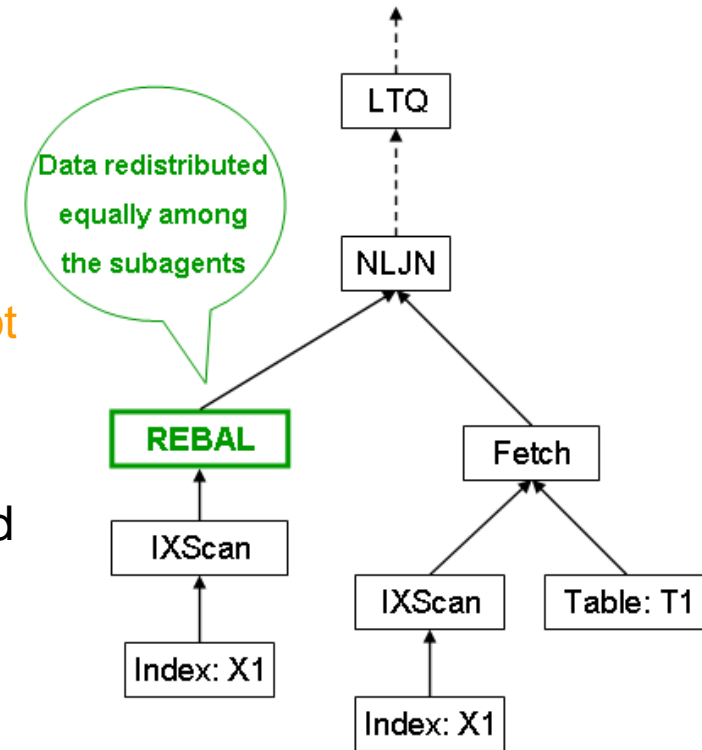 LTQ
Data redistributed
equally among
the subagents
NLJN
REBAL
Fetch
IXScan
IXScan
Table: T1
Index: X1
Index: X1